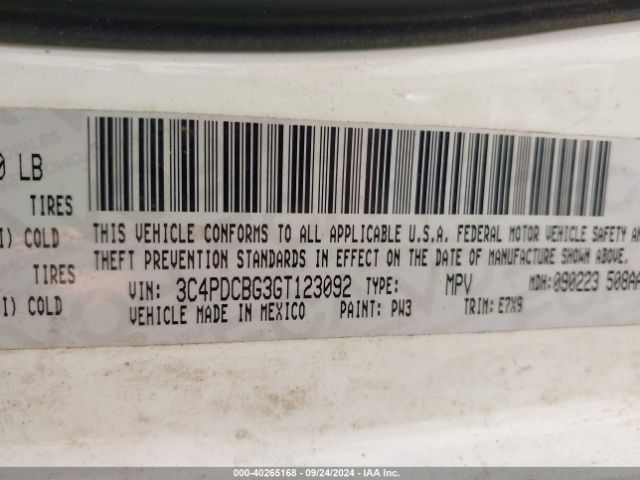 0 LB
TIRES
I) COLD
TIRES
I) COLD
THIS VEHICLE CONFORMS TO ALL APPLICABLE U.S.A. FEDERAL MOTOR VEHICLE SAFETY AN
THEFT PREVENTION STANDARDS IN EFFECT ON THE DATE OF MANUFACTURE SHOWN ABOVE.
VIN: 3C4PDCBG3GT123092 TYPE: MPV MDH: 090223 508AA
VEHICLE MADE IN MEXICO PAINT: PW3 TRIM: E7X9
000-40265168 • 09/24/2024 • IAA Inc.